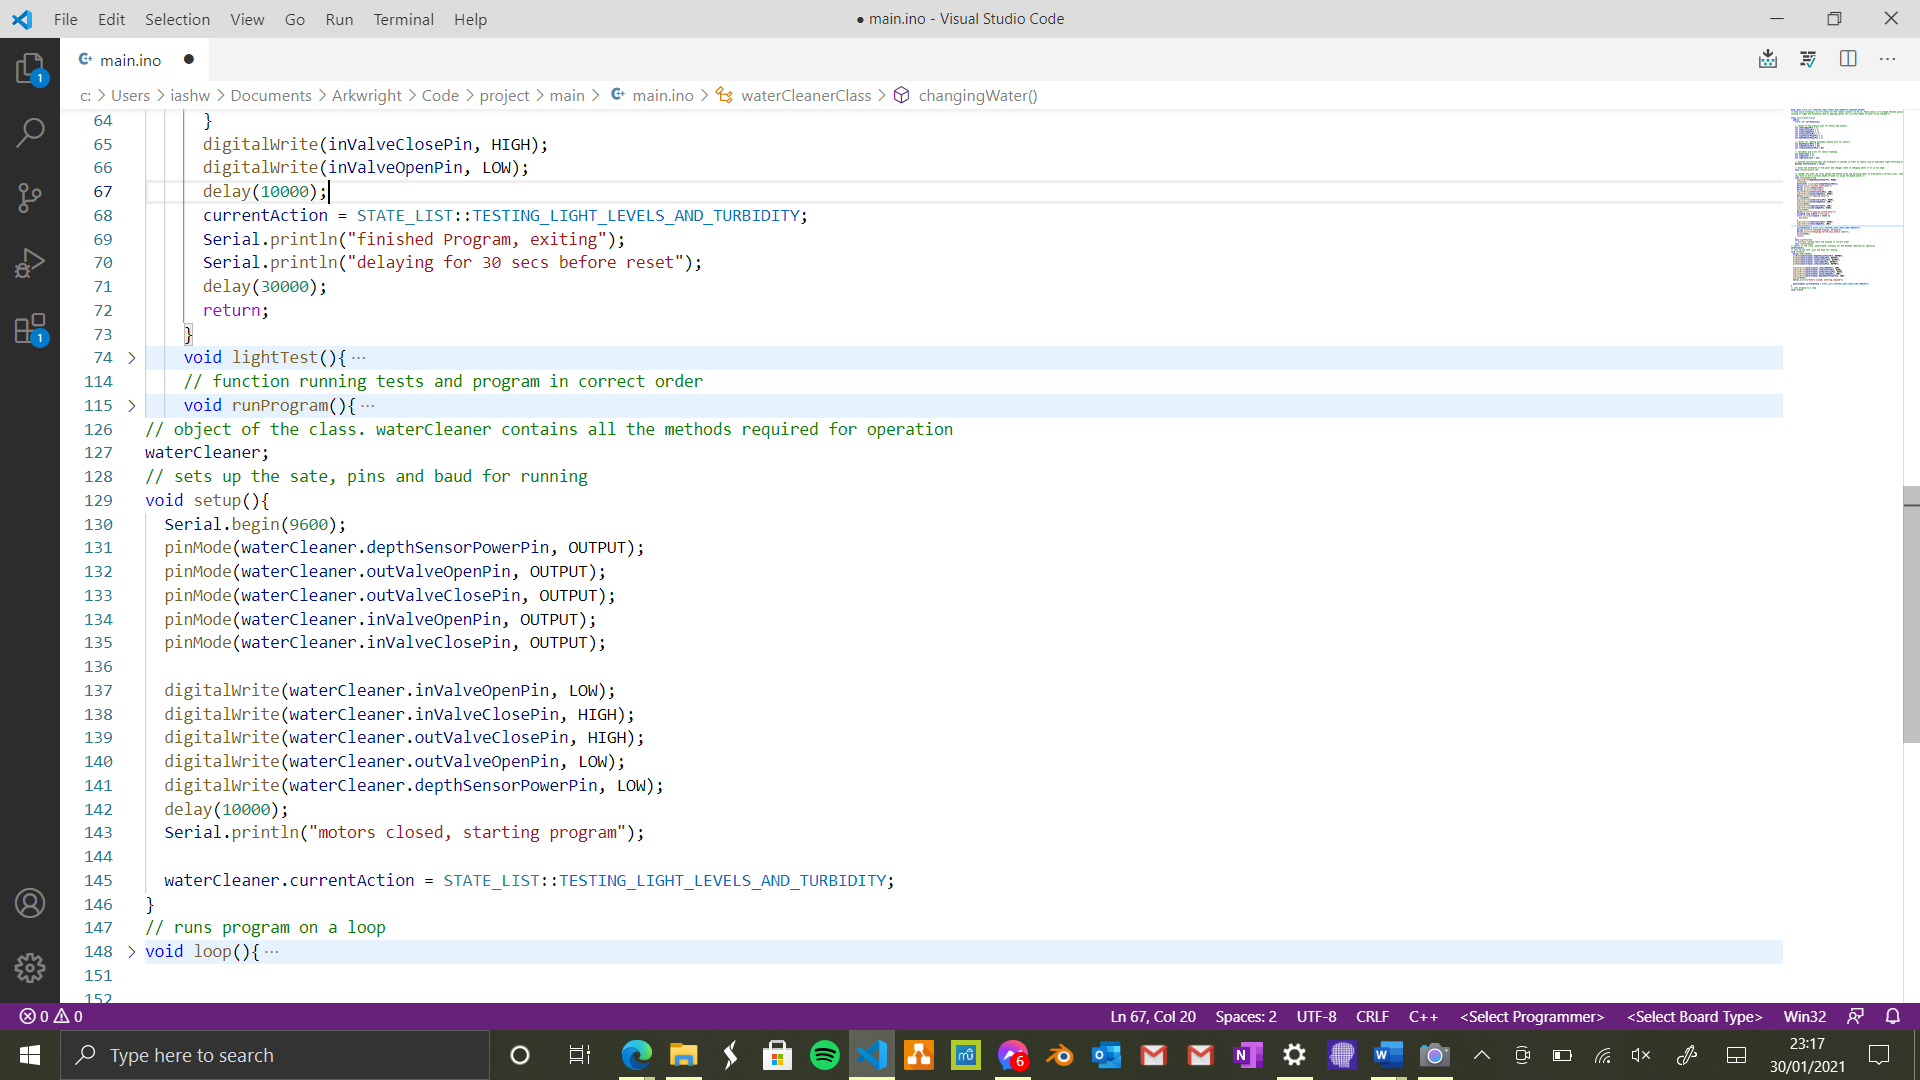 File Edit Selection View Go Run Terminal Help
● main.ino - Visual Studio Code
main.ino ●
c: > Users > iashw > Documents > Arkwright > Code > project > main > main.ino > waterCleanerClass > changingWater()
64 }
65 digitalWrite(inValveClosePin, HIGH);
66 digitalWrite(inValveOpenPin, LOW);
67 delay(10000);
68 currentAction = STATE_LIST::TESTING_LIGHT_LEVELS_AND_TURBIDITY;
69 Serial.println("finished Program, exiting");
70 Serial.println("delaying for 30 secs before reset");
71 delay(30000);
72 return;
73 }
74 > void lightTest(){ ···
114 // function running tests and program in correct order
115 > void runProgram(){ ···
126 // object of the class. waterCleaner contains all the methods required for operation
127 waterCleaner;
128 // sets up the sate, pins and baud for running
129 void setup(){
130 Serial.begin(9600);
131 pinMode(waterCleaner.depthSensorPowerPin, OUTPUT);
132 pinMode(waterCleaner.outValveOpenPin, OUTPUT);
133 pinMode(waterCleaner.outValveClosePin, OUTPUT);
134 pinMode(waterCleaner.inValveOpenPin, OUTPUT);
135 pinMode(waterCleaner.inValveClosePin, OUTPUT);
136
137 digitalWrite(waterCleaner.inValveOpenPin, LOW);
138 digitalWrite(waterCleaner.inValveClosePin, HIGH);
139 digitalWrite(waterCleaner.outValveClosePin, HIGH);
140 digitalWrite(waterCleaner.outValveOpenPin, LOW);
141 digitalWrite(waterCleaner.depthSensorPowerPin, LOW);
142 delay(10000);
143 Serial.println("motors closed, starting program");
144
145 waterCleaner.currentAction = STATE_LIST::TESTING_LIGHT_LEVELS_AND_TURBIDITY;
146 }
147 // runs program on a loop
148 > void loop(){ ···
151
152
1
1
0 0 Ln 67, Col 20 Spaces: 2 UTF-8 CRLF C++ <Select Programmer> <Select Board Type> Win32
Type here to search
6
23:17
30/01/2021